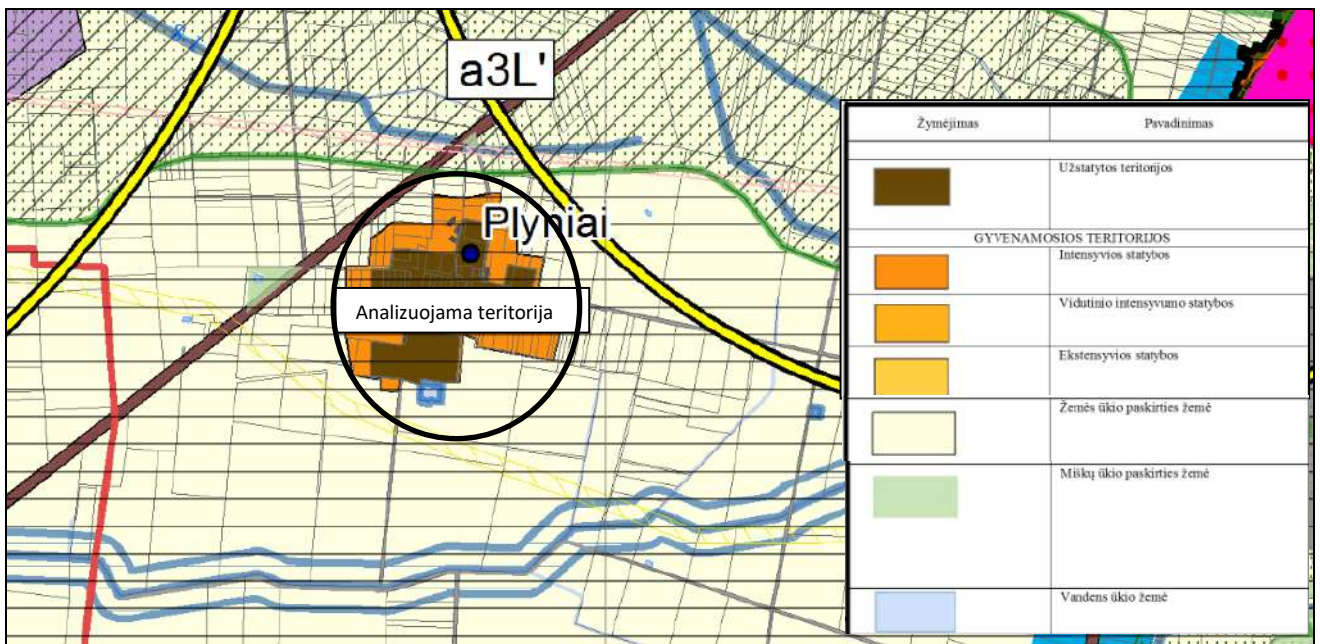 a3L'
Plyniai
Analizuojama teritorija
Žymėjimas Pavadinimas
Užstatytos teritorijos
GYVENAMOSIOS TERITORIJOS
Intensyvios statybos
Vidutinio intensyvumo statybos
Ekstensyvios statybos
Žemės ūkio paskirties žemė
Miškų ūkio paskirties žemė
Vandens ūkio žemė